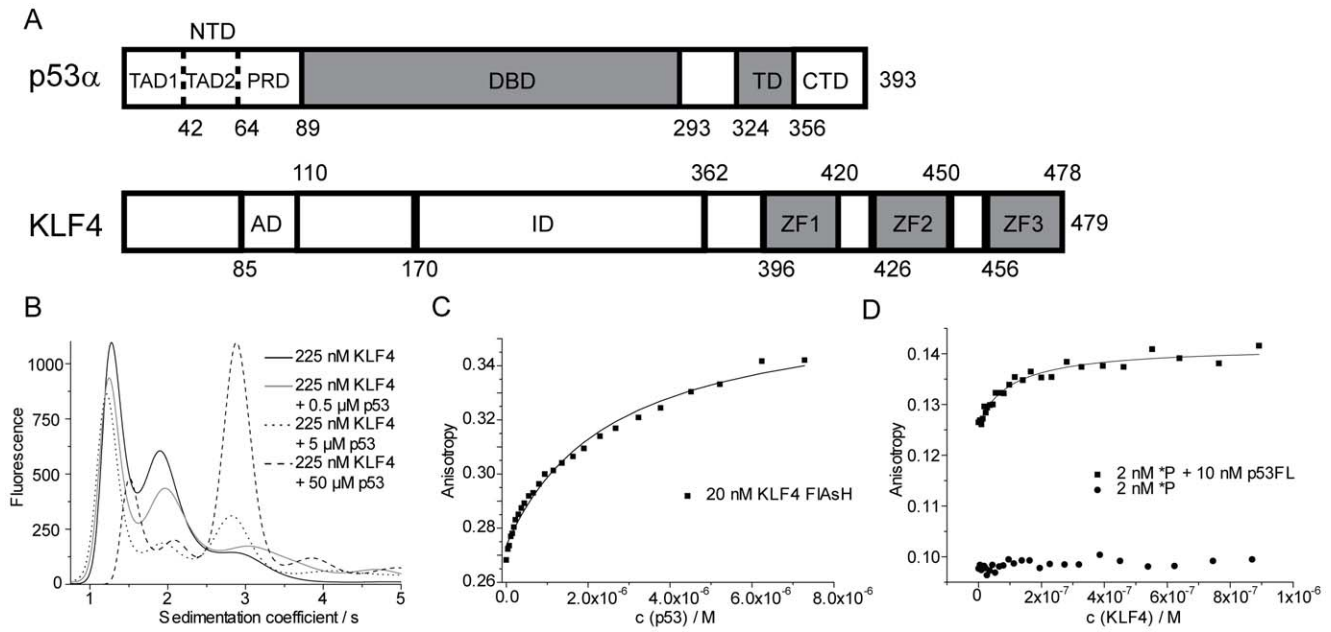 A
NTD
p53α
TAD1 TAD2 PRD DBD TD CTD 393
42 64 89 293 324 356
110 362 420 450 478
KLF4
AD ID ZF1 ZF2 ZF3 479
85 170 396 426 456
B
Fluorescence
1000
750
500
250
0
1 2 3 4 5
Sedimentation coefficient / s
225 nM KLF4
225 nM KLF4
+ 0.5 μM p53
225 nM KLF4
+ 5 μM p53
225 nM KLF4
+ 50 μM p53
C
Anisotropy
0.34
0.32
0.30
0.28
0.26
0.0 2.0x10⁻⁶ 4.0x10⁻⁶ 6.0x10⁻⁶ 8.0x10⁻⁶
c (p53) / M
20 nM KLF4 FlAsH
D
Anisotropy
0.14
0.13
0.12
0.11
0.10
0 2x10⁻⁷ 4x10⁻⁷ 6x10⁻⁷ 8x10⁻⁷ 1x10⁻⁶
c (KLF4) / M
2 nM *P + 10 nM p53FL
2 nM *P